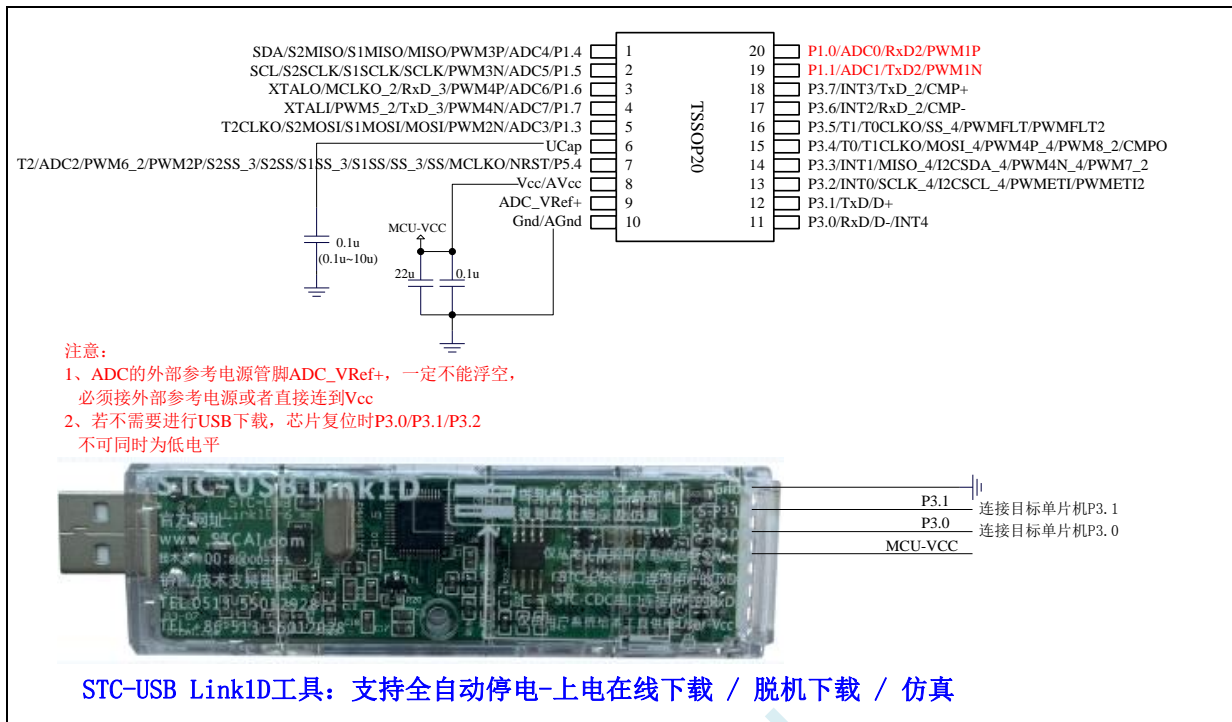 SDA/S2MISO/S1MISO/MISO/PWM3P/ADC4/P1.4 1
SCL/S2SCLK/S1SCLK/SCLK/PWM3N/ADC5/P1.5 2
XTALO/MCLKO_2/RxD_3/PWM4P/ADC6/P1.6 3
XTALI/PWM5_2/TxD_3/PWM4N/ADC7/P1.7 4
T2CLKO/S2MOSI/S1MOSI/MOSI/PWM2N/ADC3/P1.3 5
UCap 6
T2/ADC2/PWM6_2/PWM2P/S2SS_3/S2SS/S1SS_3/S1SS/SS_3/SS/MCLKO/NRST/P5.4 7
Vcc/AVcc 8
ADC_VRef+ 9
Gnd/AGnd 10
TSSOP20
20 P1.0/ADC0/RxD2/PWM1P
19 P1.1/ADC1/TxD2/PWM1N
18 P3.7/INT3/TxD_2/CMP+
17 P3.6/INT2/RxD_2/CMP-
16 P3.5/T1/T0CLKO/SS_4/PWMFLT/PWMFLT2
15 P3.4/T0/T1CLKO/MOSI_4/PWM4P_4/PWM8_2/CMPO
14 P3.3/INT1/MISO_4/I2CSDA_4/PWM4N_4/PWM7_2
13 P3.2/INT0/SCLK_4/I2CSCL_4/PWMETI/PWMETI2
12 P3.1/TxD/D+
11 P3.0/RxD/D-/INT4
MCU-VCC
0.1u
(0.1u~10u)
22u
0.1u
注意：
1、ADC的外部参考电源管脚ADC_VRef+，一定不能浮空，
必须接外部参考电源或者直接连到Vcc
2、若不需要进行USB下载，芯片复位时P3.0/P3.1/P3.2
不可同时为低电平
STC-USB Link1D
官方网址
TEL:0513-55012928
Gnd
P3.1 连接目标单片机P3.1
P3.0 连接目标单片机P3.0
MCU-VCC
STC-USB Link1D工具：支持全自动停电-上电在线下载 / 脱机下载 / 仿真